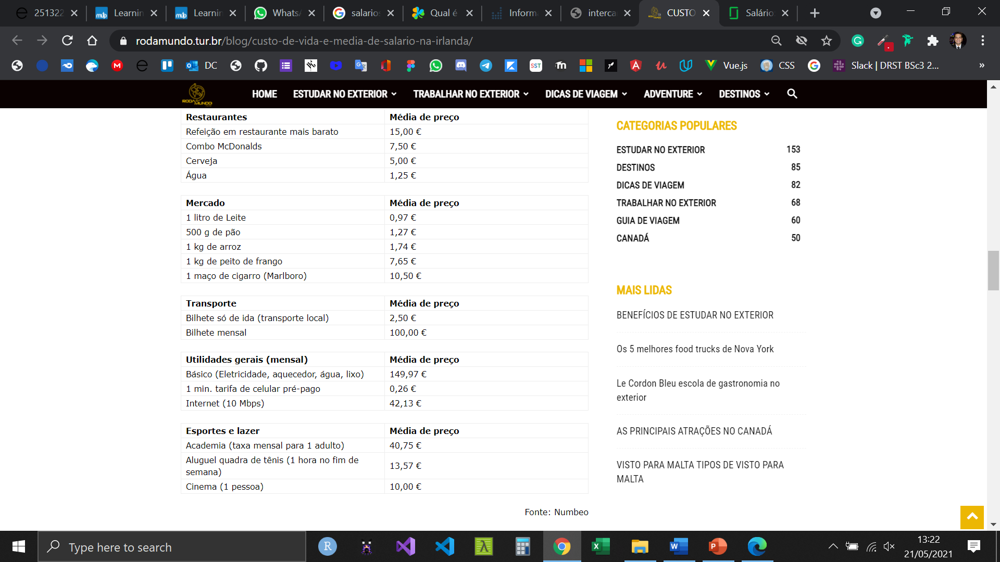 251322
Learnin
Learnin
WhatsA
salarios
Qual é
Inform
interca
CUSTO
Salário
rodamundo.tur.br/blog/custo-de-vida-e-media-de-salario-na-irlanda/
DC
SST
Vue.js
CSS
Slack | DRST BSc3 2...
»
RODA MUNDO
HOME
ESTUDAR NO EXTERIOR
TRABALHAR NO EXTERIOR
DICAS DE VIAGEM
ADVENTURE
DESTINOS
Restaurantes Média de preço
Refeição em restaurante mais barato 15,00 €
Combo McDonalds 7,50 €
Cerveja 5,00 €
Água 1,25 €
Mercado Média de preço
1 litro de Leite 0,97 €
500 g de pão 1,27 €
1 kg de arroz 1,74 €
1 kg de peito de frango 7,65 €
1 maço de cigarro (Marlboro) 10,50 €
Transporte Média de preço
Bilhete só de ida (transporte local) 2,50 €
Bilhete mensal 100,00 €
Utilidades gerais (mensal) Média de preço
Básico (Eletricidade, aquecedor, água, lixo) 149,97 €
1 min. tarifa de celular pré-pago 0,26 €
Internet (10 Mbps) 42,13 €
Esportes e lazer Média de preço
Academia (taxa mensal para 1 adulto) 40,75 €
Aluguel quadra de tênis (1 hora no fim de
semana) 13,57 €
Cinema (1 pessoa) 10,00 €
Fonte: Numbeo
CATEGORIAS POPULARES
ESTUDAR NO EXTERIOR 153
DESTINOS 85
DICAS DE VIAGEM 82
TRABALHAR NO EXTERIOR 68
GUIA DE VIAGEM 60
CANADÁ 50
MAIS LIDAS
BENEFÍCIOS DE ESTUDAR NO EXTERIOR
Os 5 melhores food trucks de Nova York
Le Cordon Bleu escola de gastronomia no
exterior
AS PRINCIPAIS ATRAÇÕES NO CANADÁ
VISTO PARA MALTA TIPOS DE VISTO PARA
MALTA
Type here to search
13:22
21/05/2021